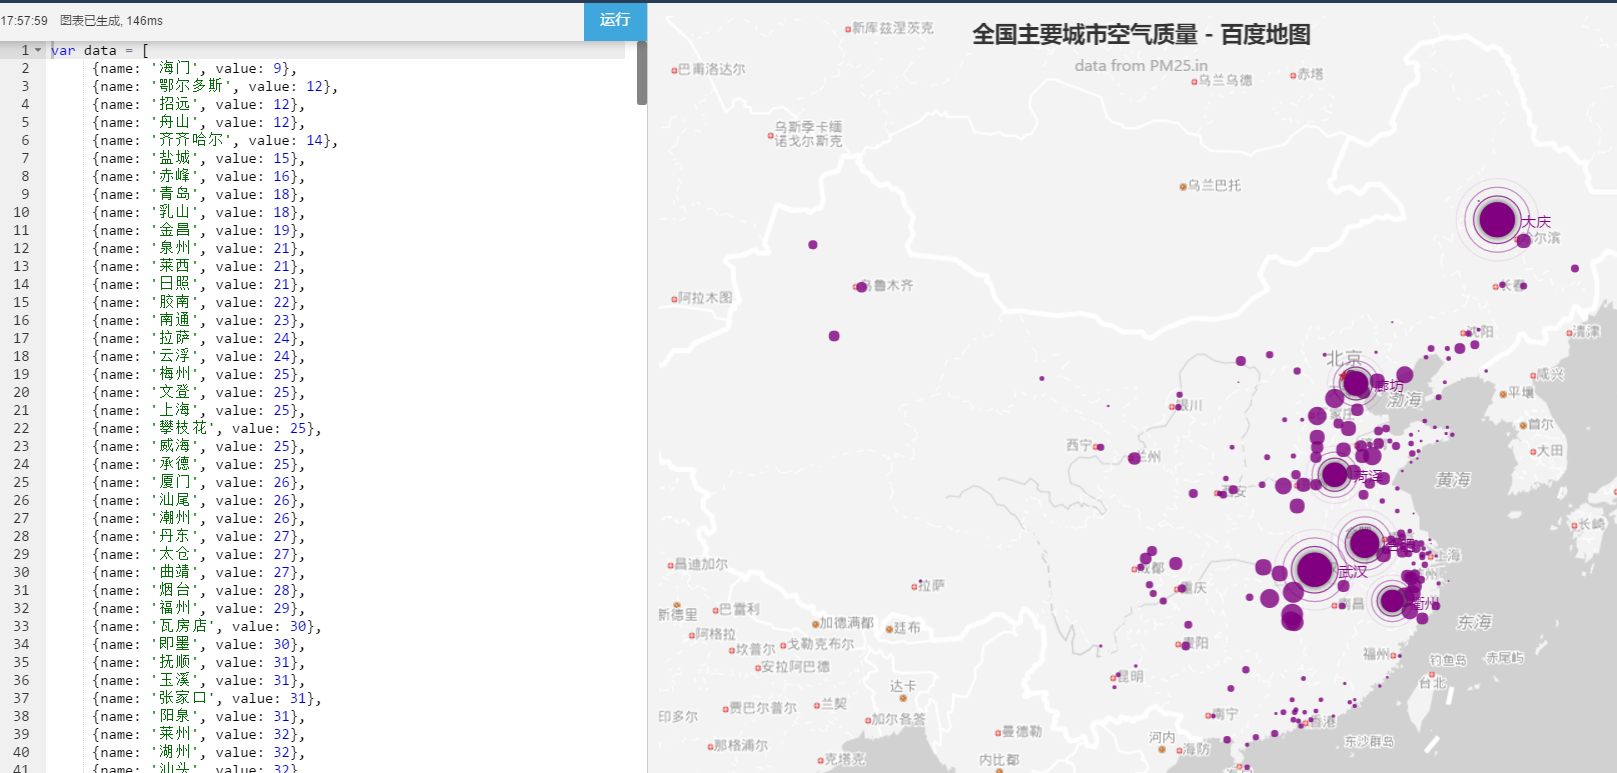 17:57:59 图表已生成, 146ms
运行
1 var data = [
2 {name: '海门', value: 9},
3 {name: '鄂尔多斯', value: 12},
4 {name: '招远', value: 12},
5 {name: '舟山', value: 12},
6 {name: '齐齐哈尔', value: 14},
7 {name: '盐城', value: 15},
8 {name: '赤峰', value: 16},
9 {name: '青岛', value: 18},
10 {name: '乳山', value: 18},
11 {name: '金昌', value: 19},
12 {name: '泉州', value: 21},
13 {name: '莱西', value: 21},
14 {name: '日照', value: 21},
15 {name: '胶南', value: 22},
16 {name: '南通', value: 23},
17 {name: '拉萨', value: 24},
18 {name: '云浮', value: 24},
19 {name: '梅州', value: 25},
20 {name: '文登', value: 25},
21 {name: '上海', value: 25},
22 {name: '攀枝花', value: 25},
23 {name: '威海', value: 25},
24 {name: '承德', value: 25},
25 {name: '厦门', value: 26},
26 {name: '汕尾', value: 26},
27 {name: '潮州', value: 26},
28 {name: '丹东', value: 27},
29 {name: '太仓', value: 27},
30 {name: '曲靖', value: 27},
31 {name: '烟台', value: 28},
32 {name: '福州', value: 29},
33 {name: '瓦房店', value: 30},
34 {name: '即墨', value: 30},
35 {name: '抚顺', value: 31},
36 {name: '玉溪', value: 31},
37 {name: '张家口', value: 31},
38 {name: '阳泉', value: 31},
39 {name: '莱州', value: 32},
40 {name: '湖州', value: 32},
41 {name: '汕头', value: 32}
全国主要城市空气质量 - 百度地图
data from PM25.in
新库兹涅茨克
巴甫洛达尔
乌兰乌德
赤塔
乌斯季卡缅
诺戈尔斯克
乌兰巴托
大庆
哈尔滨
乌鲁木齐
阿拉木图
长春
沈阳
清津
北京
廊坊
咸兴
平壤
渤海
银川
首尔
西宁
兰州
大田
菏泽
黄海
西安
长崎
合肥
上海
昌迪加尔
成都
武汉
拉萨
重庆
新德里
巴雷利
南昌
衢州
加德满都
廷布
东海
阿格拉
坎普尔
戈勒克布尔
贵阳
福州
钓鱼岛
赤尾屿
安拉阿巴德
昆明
台北
达卡
兰契
印多尔
贾巴尔普尔
加尔各答
南宁
香港
曼德勒
河内
海防
东沙群岛
那格浦尔
克塔克
内比都